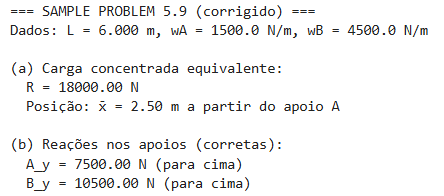 === SAMPLE PROBLEM 5.9 (corrigido) ===
Dados: L = 6.000 m, wA = 1500.0 N/m, wB = 4500.0 N/m
(a) Carga concentrada equivalente:
R = 18000.00 N
Posição: x̄ = 2.50 m a partir do apoio A
(b) Reações nos apoios (corretas):
A_y = 7500.00 N (para cima)
B_y = 10500.00 N (para cima)